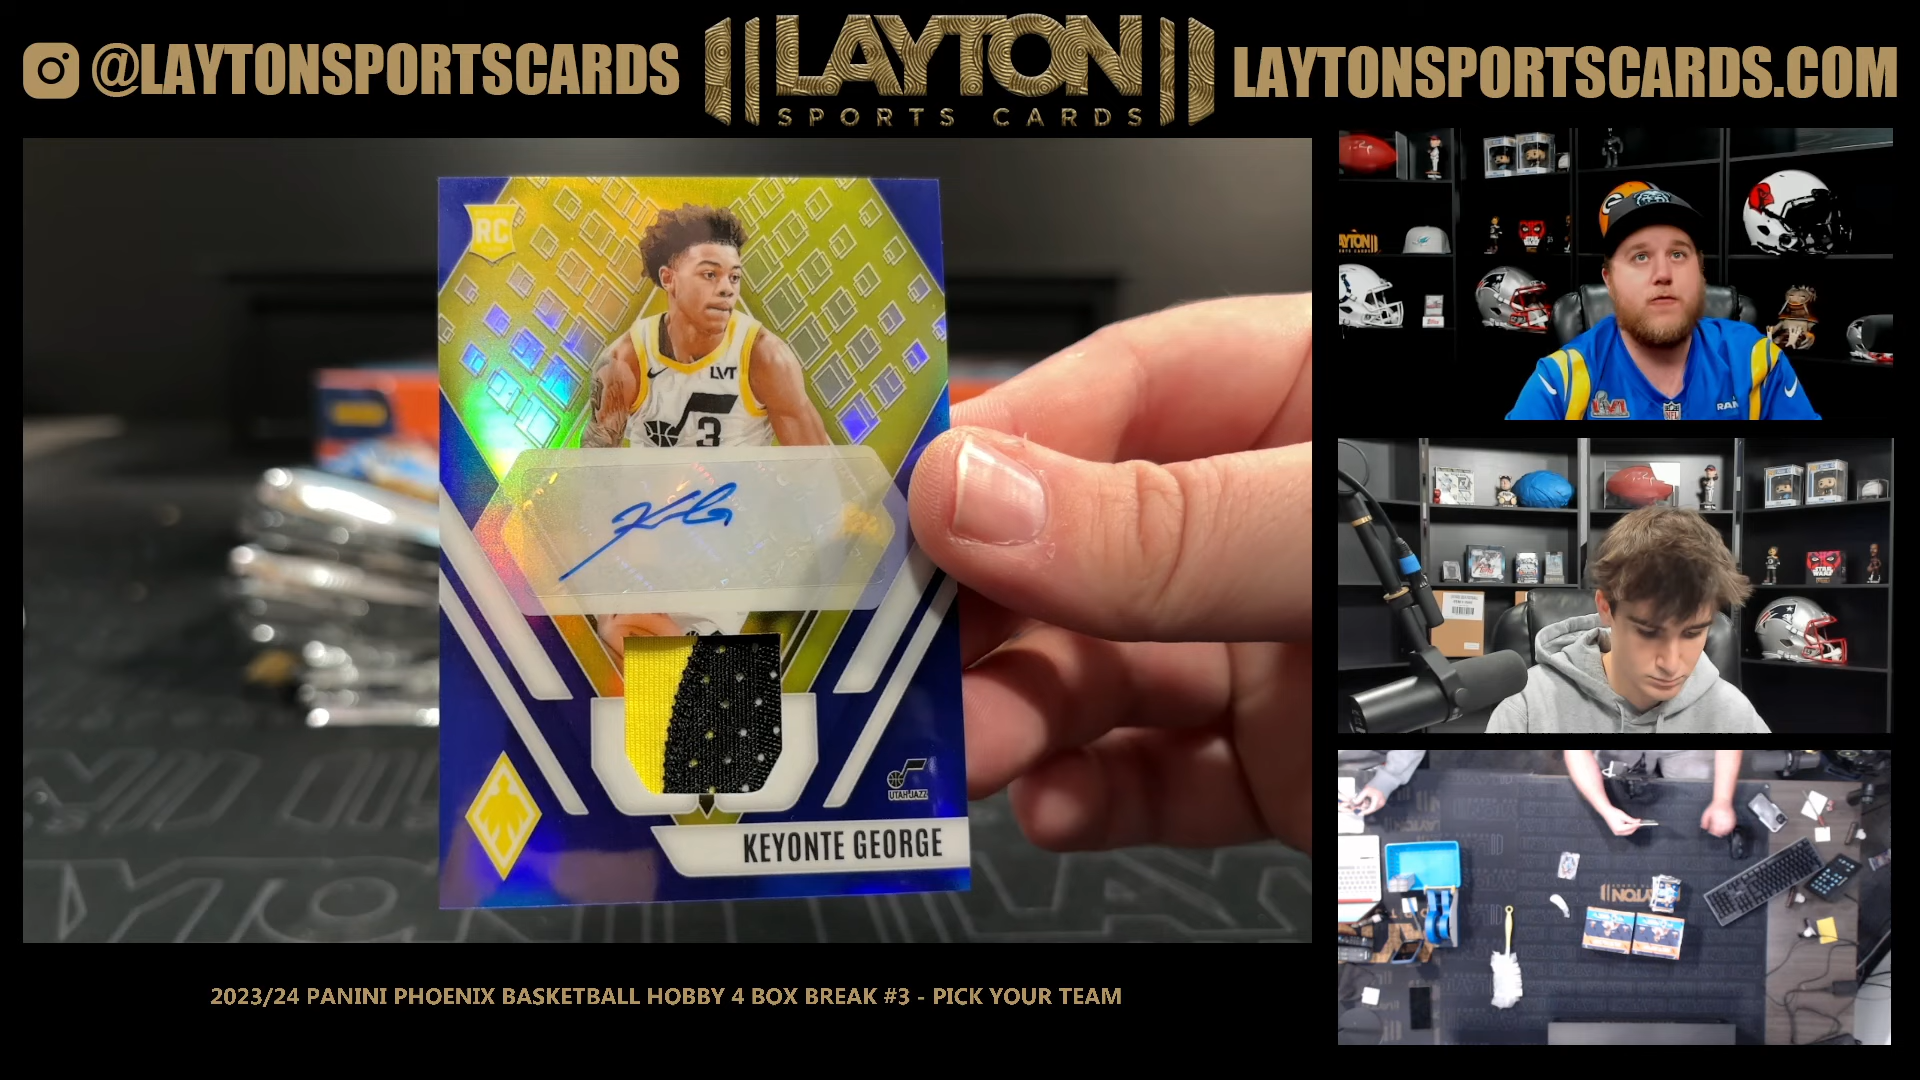 @LAYTONSPORTSCARDS
LAYTON
SPORTS CARDS
LAYTONSPORTSCARDS.COM
RC
LVT
3
UTAH JAZZ
KEYONTE GEORGE
2023/24 PANINI PHOENIX BASKETBALL HOBBY 4 BOX BREAK #3 - PICK YOUR TEAM